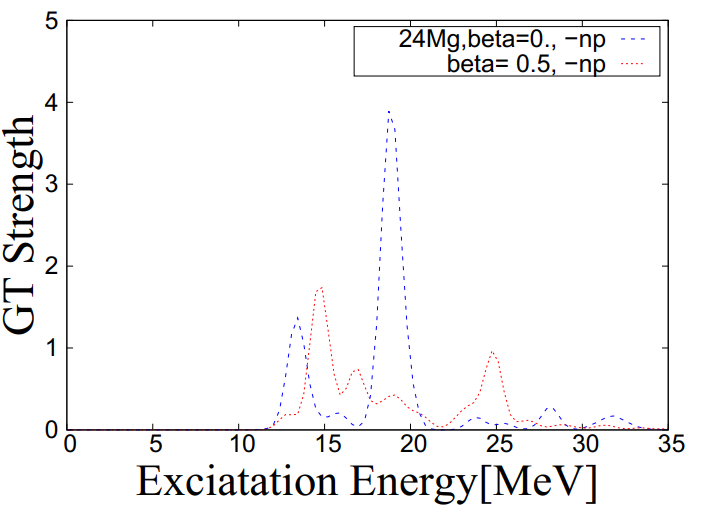 24Mg,beta=0., −np
beta= 0.5, −np
GT Strength
5
4
3
2
1
0
0 5 10 15 20 25 30 35
Exciatation Energy[MeV]